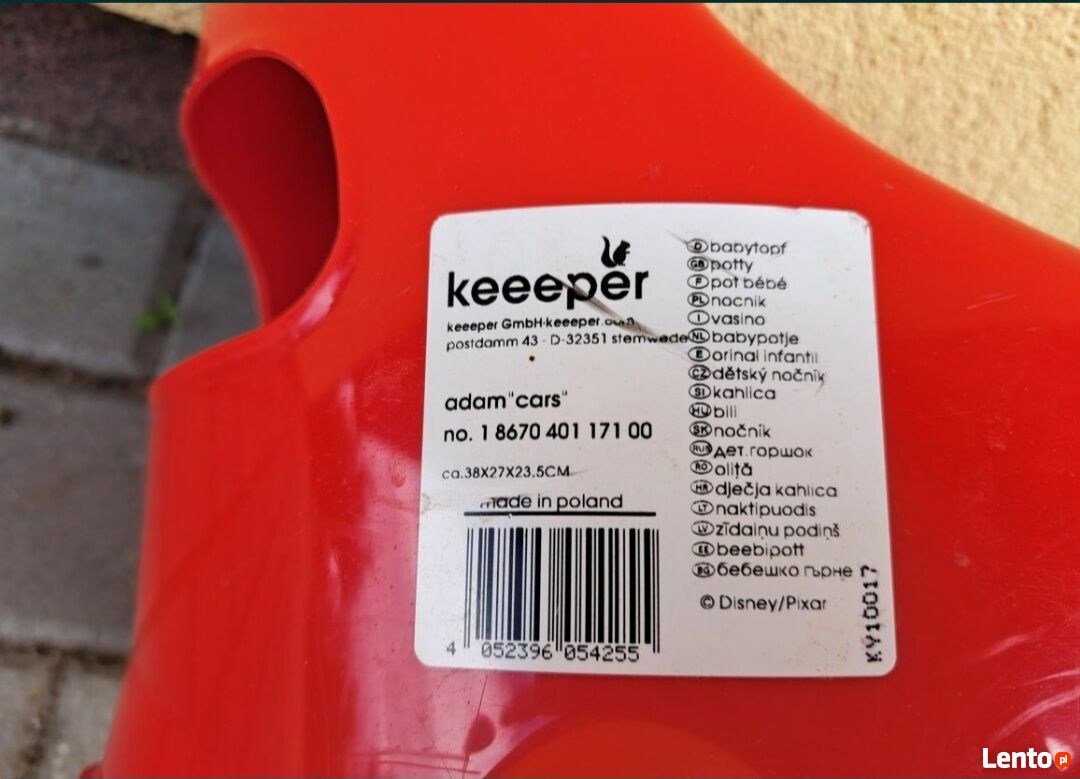 keeeper
keeeper GmbH·keeeper.com
postdamm 43 - D-32351 stemwede
adam"cars"
no. 1 8670 401 171 00
ca.38X27X23.5CM
made in poland
4 052396 054255
D babytopf
GB potty
F pot bébé
PL nocnik
I vasino
NL babypotje
E orinal infantil
CZ dětský nočník
SI kahlica
HU bili
SK nočník
RUS дет.горшок
RO oliţă
HR dječja kahlica
LT naktipuodis
LV zīdaiņu podiņš
EE beebipott
BG бебешко гърне
© Disney/Pixar
KY10017
Lento pl